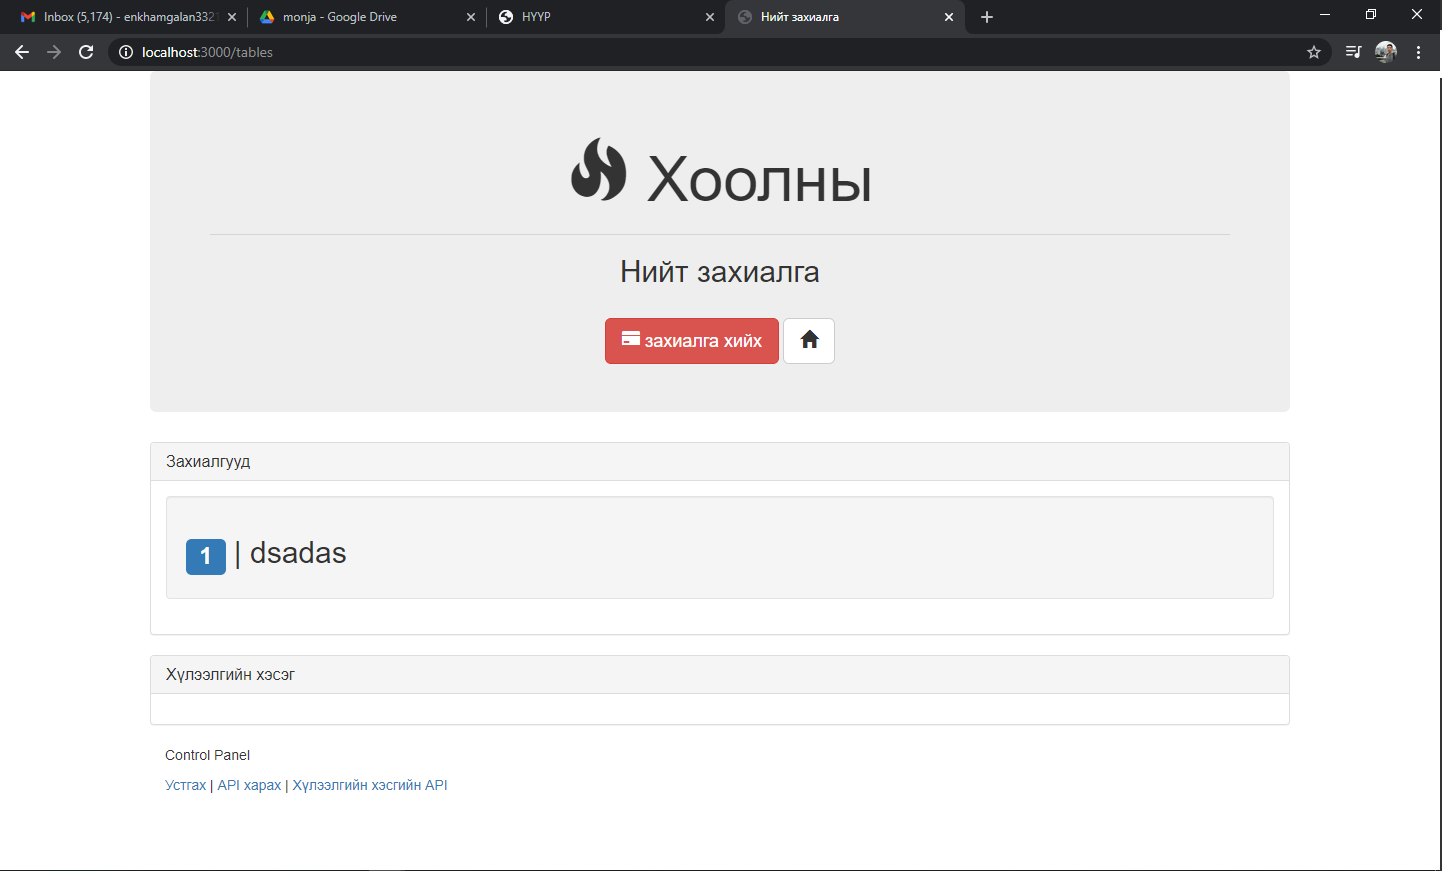 Inbox (5,174) - enkhamgalan3321
monja - Google Drive
НҮҮР
Нийт захиалга
localhost:3000/tables
Хоолны
Нийт захиалга
захиалга хийх
Захиалгууд
1 | dsadas
Хүлээлгийн хэсэг
Control Panel
Устгах | API харах | Хүлээлгийн хэсгийн API